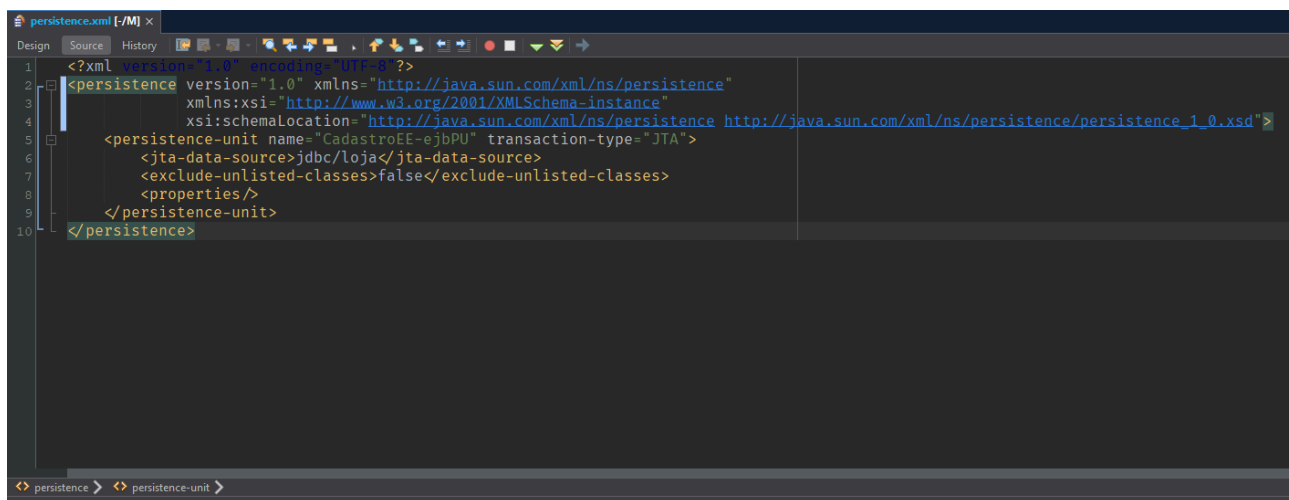 persistence.xml [-/M] ×
Design Source History
1 <?xml version="1.0" encoding="UTF-8"?>
2 <persistence version="1.0" xmlns="http://java.sun.com/xml/ns/persistence"
3 xmlns:xsi="http://www.w3.org/2001/XMLSchema-instance"
4 xsi:schemaLocation="http://java.sun.com/xml/ns/persistence http://java.sun.com/xml/ns/persistence/persistence_1_0.xsd">
5 <persistence-unit name="CadastroEE-ejbPU" transaction-type="JTA">
6 <jta-data-source>jdbc/loja</jta-data-source>
7 <exclude-unlisted-classes>false</exclude-unlisted-classes>
8 <properties/>
9 </persistence-unit>
10 </persistence>
persistence persistence-unit